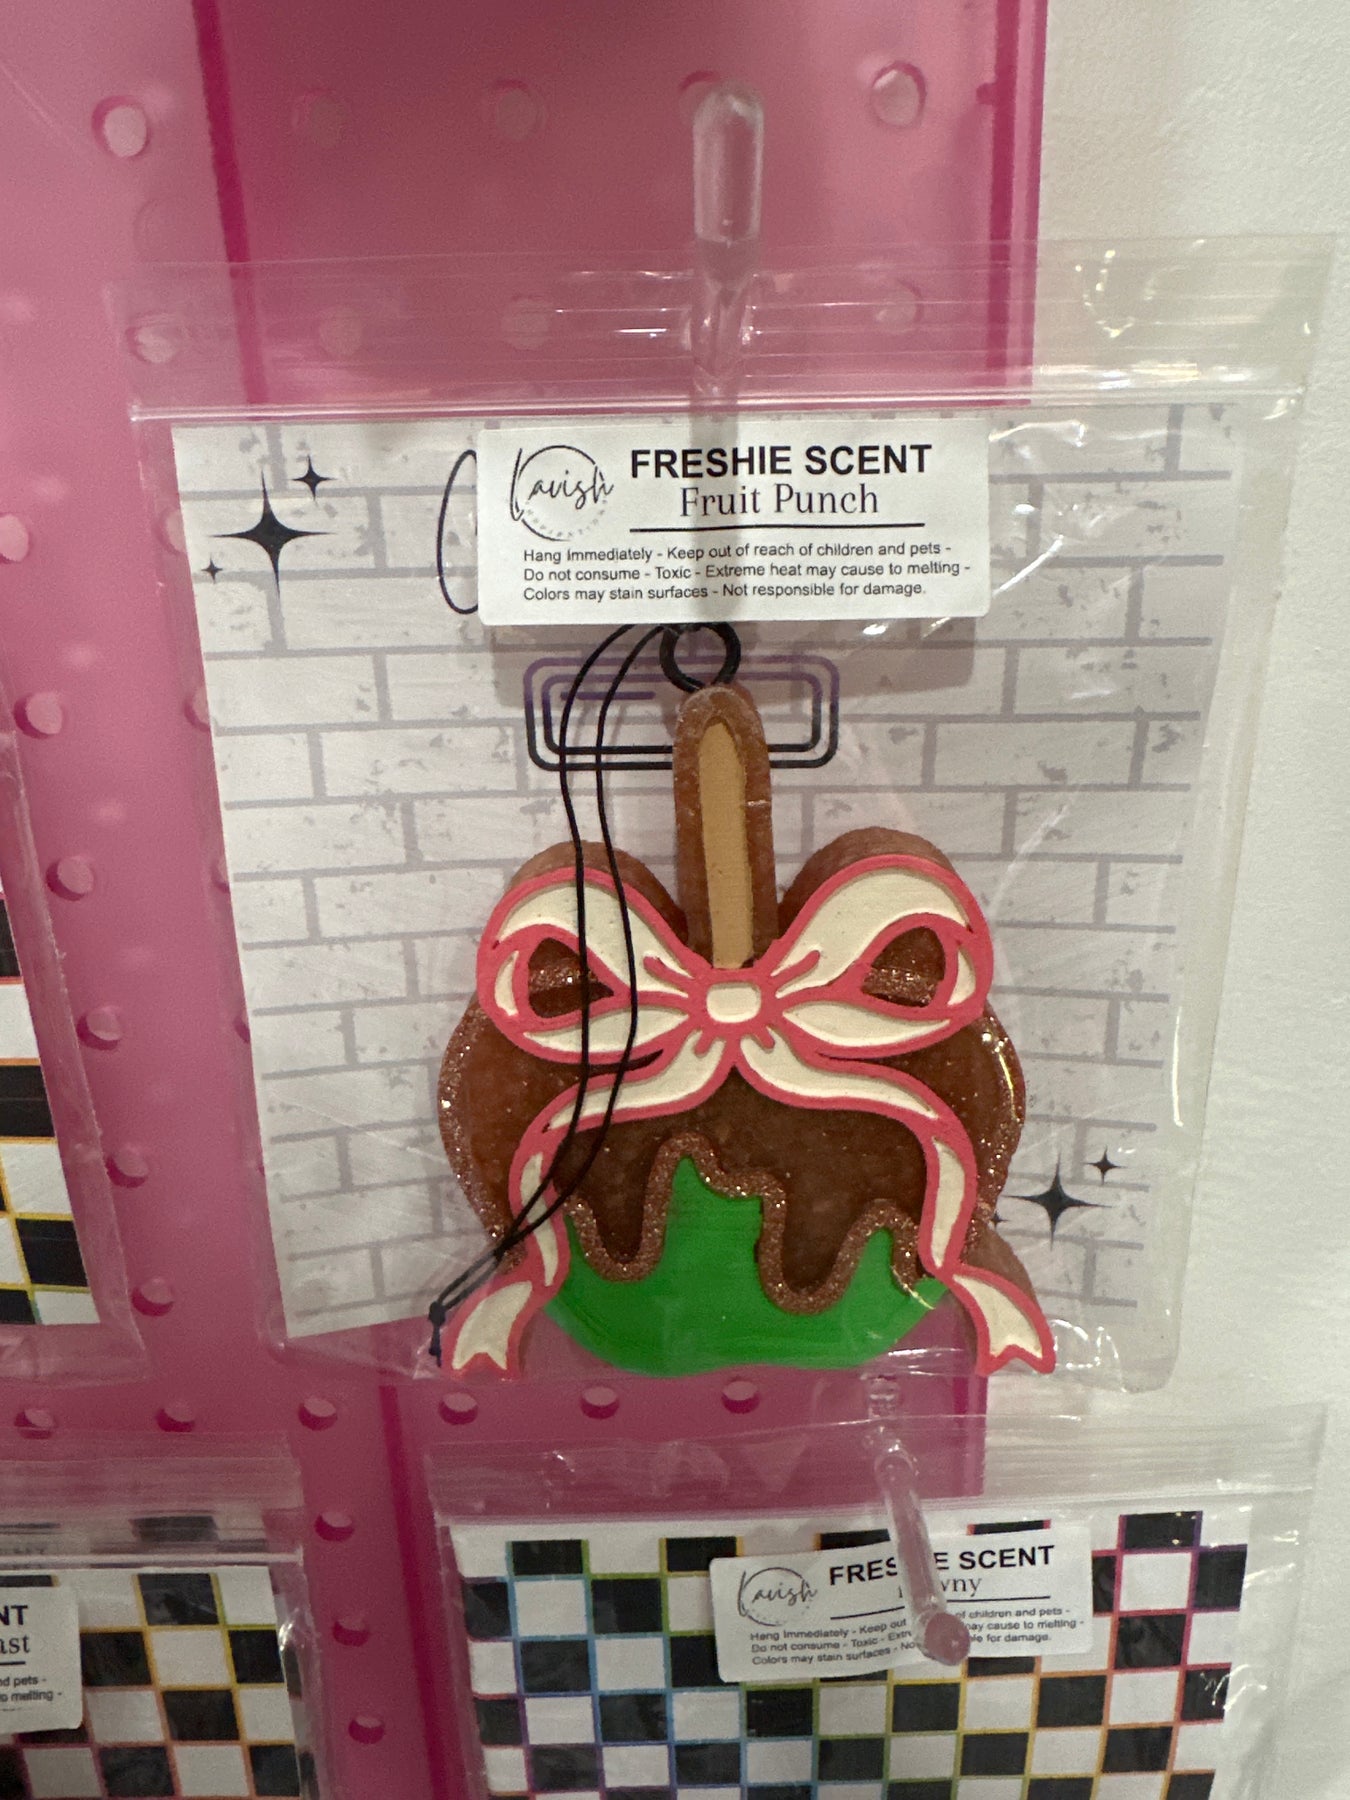 Lavish
FRESHIE SCENT
Fruit Punch
Hang Immediately - Keep out of reach of children and pets -
Do not consume - Toxic - Extreme heat may cause to melting -
Colors may stain surfaces - Not responsible for damage.
Lavish
SCENT
Hang Immediately - Keep out of children and pets -
Do not consume - Toxic - may cause to melting -
Colors may stain surfaces - for damage.
pets -
melting -